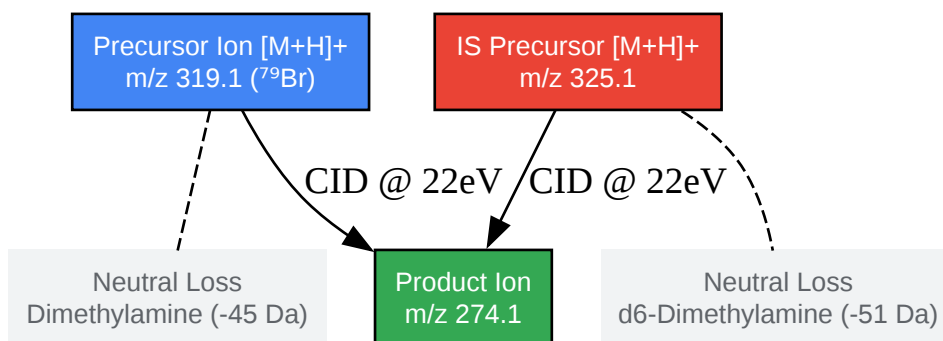 Precursor Ion [M+H]+
m/z 319.1 (⁷⁹Br)
IS Precursor [M+H]+
m/z 325.1
CID @ 22eV
CID @ 22eV
Neutral Loss
Dimethylamine (-45 Da)
Product Ion
m/z 274.1
Neutral Loss
d6-Dimethylamine (-51 Da)